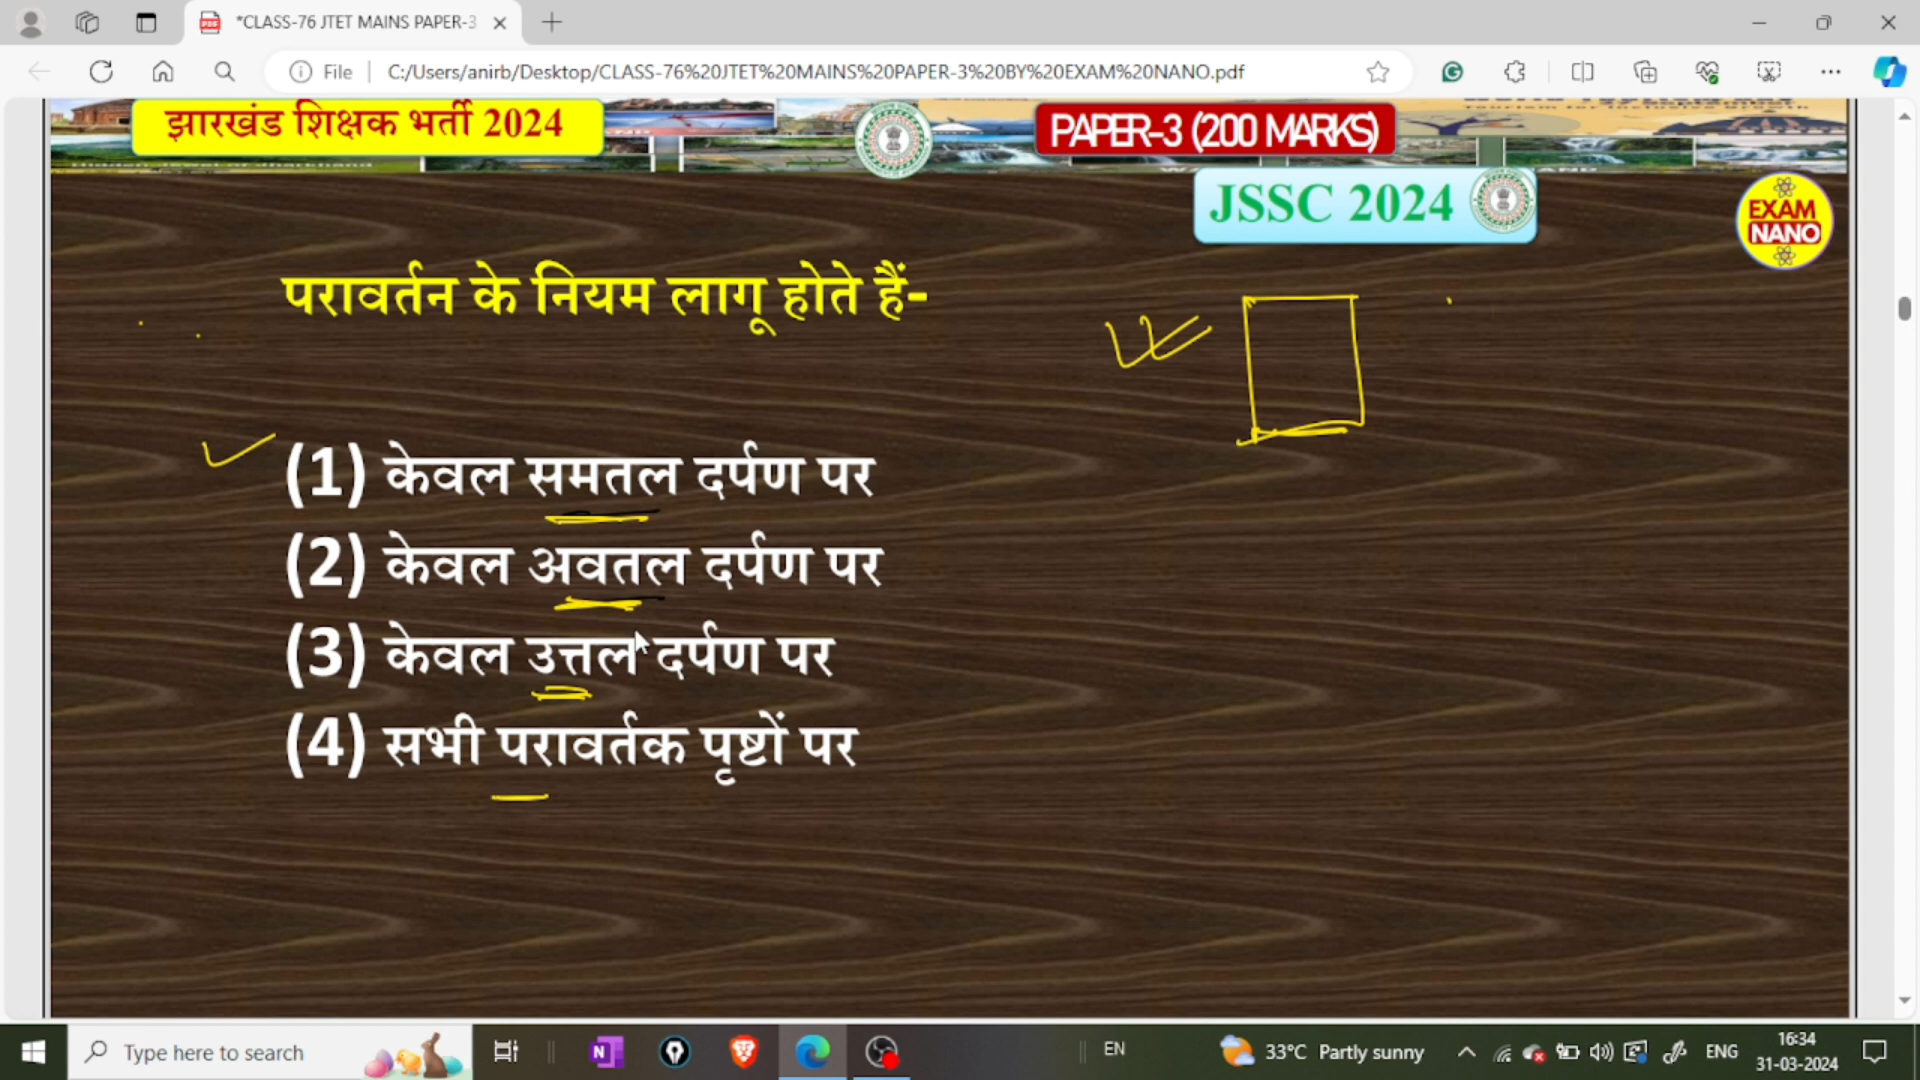 *CLASS-76 JTET MAINS PAPER-3
File
C:/Users/anirb/Desktop/CLASS-76%20JTET%20MAINS%20PAPER-3%20BY%20EXAM%20NANO.pdf
झारखंड शिक्षक भर्ती 2024
PAPER-3 (200 MARKS)
JSSC 2024
EXAM
NANO
परावर्तन के नियम लागू होते हैं-
(1) केवल समतल दर्पण पर
(2) केवल अवतल दर्पण पर
(3) केवल उत्तल दर्पण पर
(4) सभी परावर्तक पृष्टों पर
Type here to search
EN
33°C Partly sunny
ENG
16:34
31-03-2024